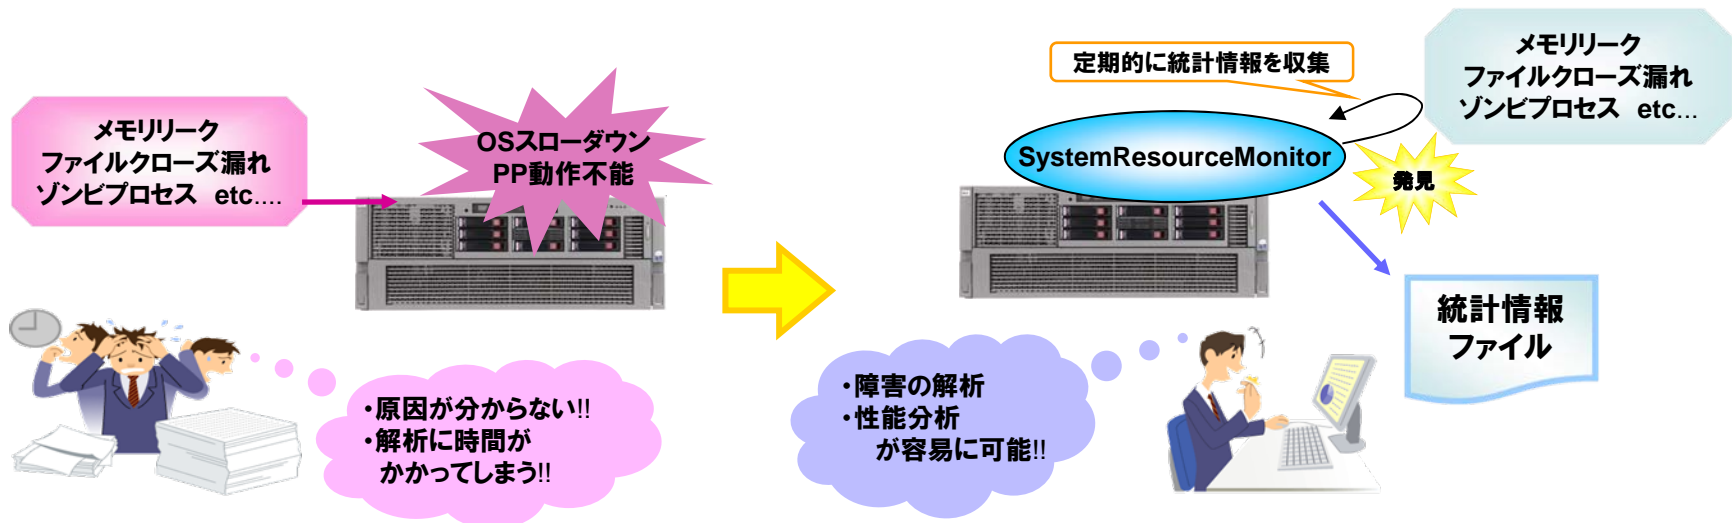 メモリリーク
ファイルクローズ漏れ
ゾンビプロセス etc....
OSスローダウン
PP動作不能
・原因が分からない!!
・解析に時間が
かかってしまう!!
定期的に統計情報を収集
メモリリーク
ファイルクローズ漏れ
ゾンビプロセス etc...
SystemResourceMonitor
発見
統計情報
ファイル
・障害の解析
・性能分析
が容易に可能!!